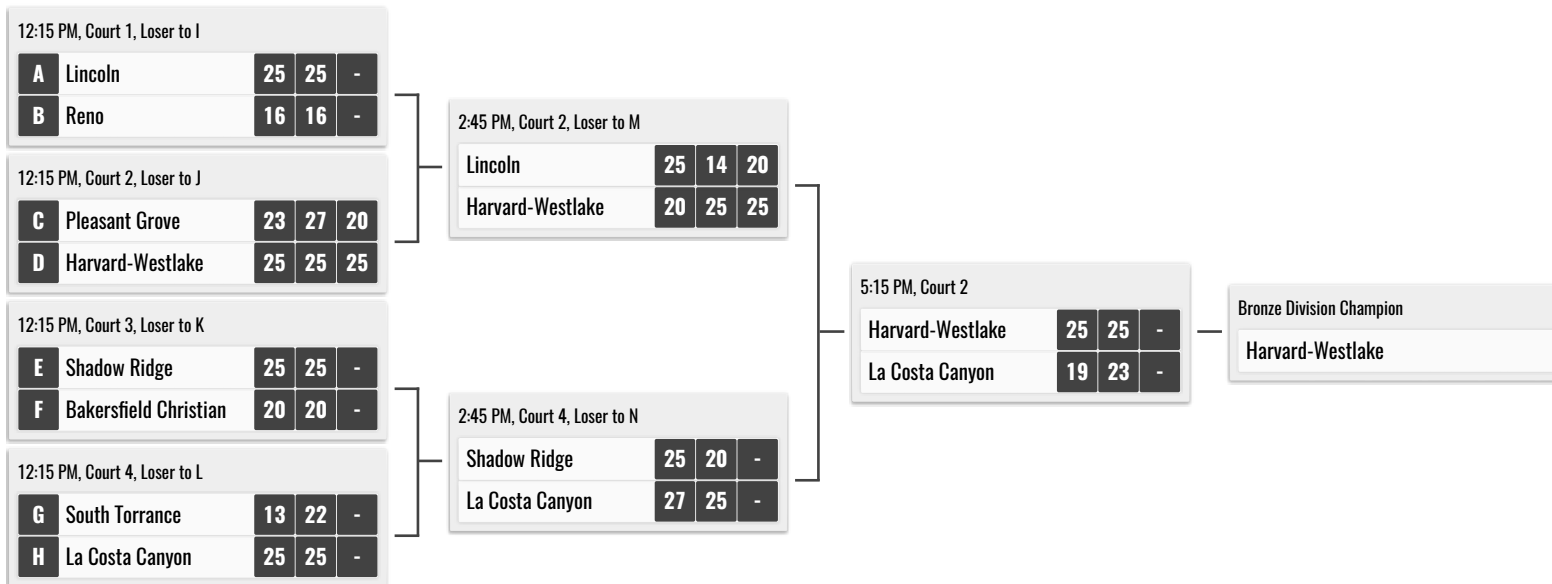 12:15 PM, Court 1, Loser to I
A Lincoln 25 25 -
B Reno 16 16 -
12:15 PM, Court 2, Loser to J
C Pleasant Grove 23 27 20
D Harvard-Westlake 25 25 25
12:15 PM, Court 3, Loser to K
E Shadow Ridge 25 25 -
F Bakersfield Christian 20 20 -
12:15 PM, Court 4, Loser to L
G South Torrance 13 22 -
H La Costa Canyon 25 25 -
2:45 PM, Court 2, Loser to M
Lincoln 25 14 20
Harvard-Westlake 20 25 25
2:45 PM, Court 4, Loser to N
Shadow Ridge 25 20 -
La Costa Canyon 27 25 -
5:15 PM, Court 2
Harvard-Westlake 25 25 -
La Costa Canyon 19 23 -
Bronze Division Champion
Harvard-Westlake